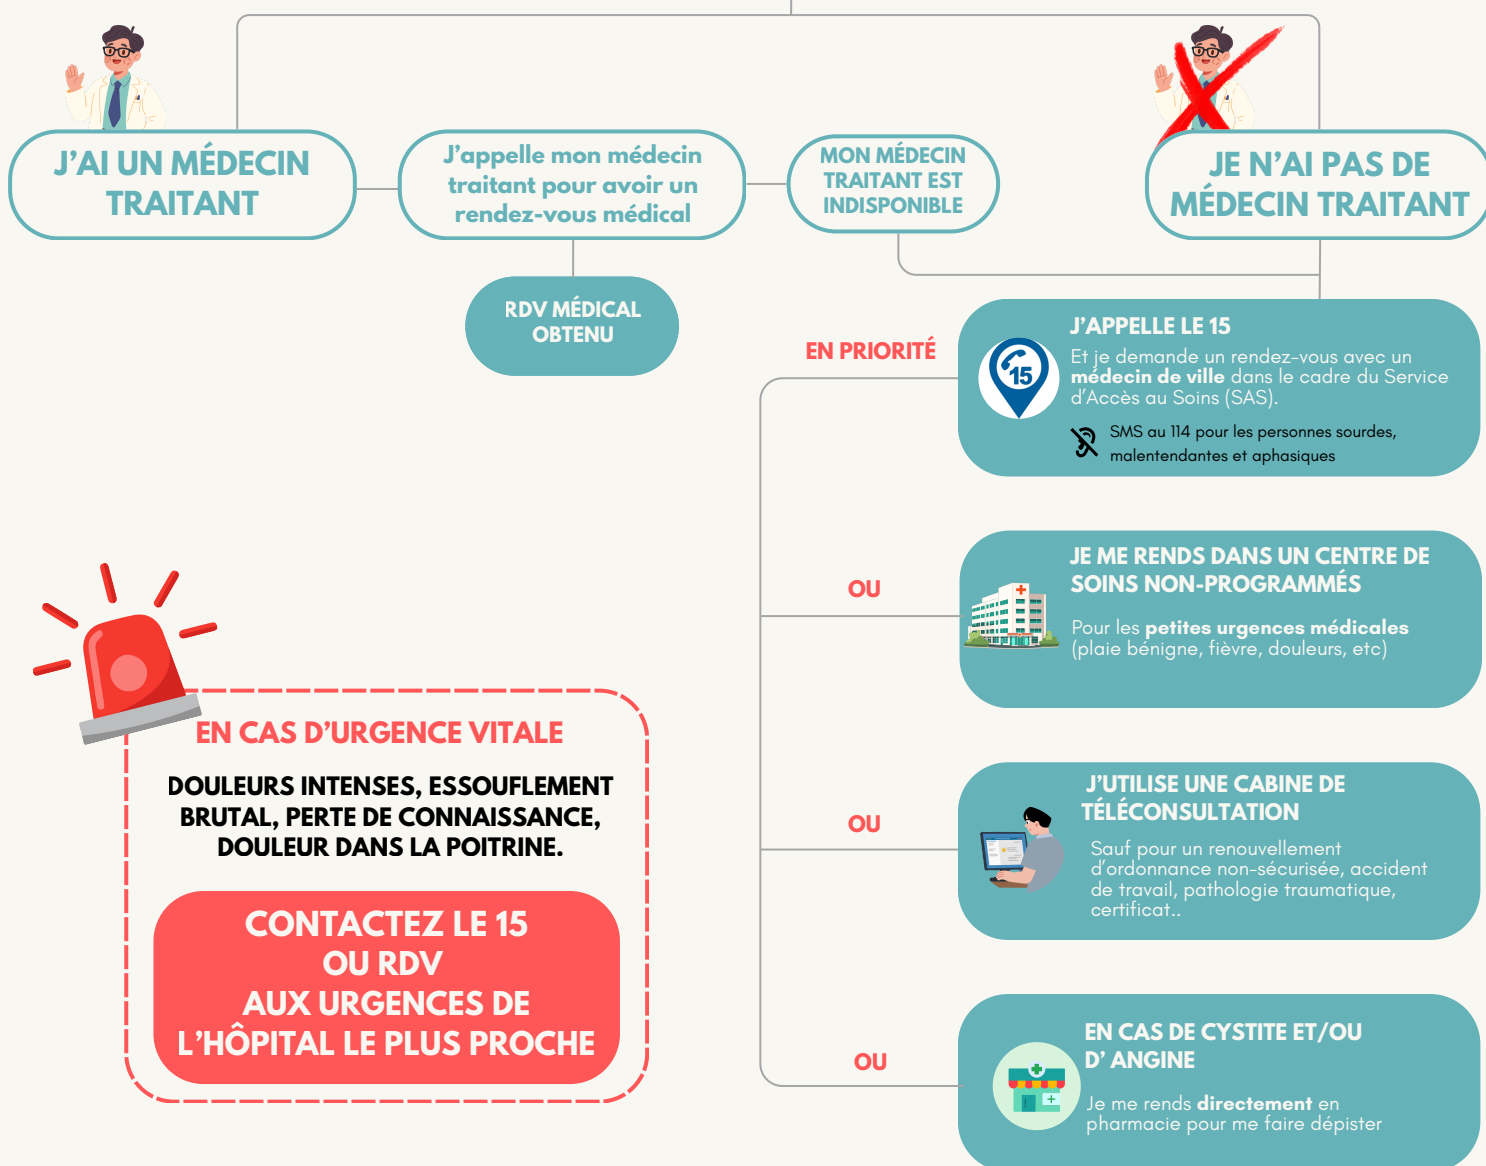 J'AI UN MÉDECIN
TRAITANT
J'appelle mon médecin
traitant pour avoir un
rendez-vous médical
MON MÉDECIN
TRAITANT EST
INDISPONIBLE
JE N'AI PAS DE
MÉDECIN TRAITANT
RDV MÉDICAL
OBTENU
EN PRIORITÉ
J'APPELLE LE 15
Et je demande un rendez-vous avec un
médecin de ville dans le cadre du Service
d'Accès au Soins (SAS).
15
SMS au 114 pour les personnes sourdes,
malentendantes et aphasiques
OU
JE ME RENDS DANS UN CENTRE DE
SOINS NON-PROGRAMMÉS
Pour les petites urgences médicales
(plaie bénigne, fièvre, douleurs, etc)
OU
J'UTILISE UNE CABINE DE
TÉLÉCONSULTATION
Sauf pour un renouvellement
d'ordonnance non-sécurisée, accident
de travail, pathologie traumatique,
certificat..
OU
EN CAS DE CYSTITE ET/OU
D' ANGINE
Je me rends directement en
pharmacie pour me faire dépister
EN CAS D'URGENCE VITALE
DOULEURS INTENSES, ESSOUFLEMENT
BRUTAL, PERTE DE CONNAISSANCE,
DOULEUR DANS LA POITRINE.
CONTACTEZ LE 15
OU RDV
AUX URGENCES DE
L'HÔPITAL LE PLUS PROCHE